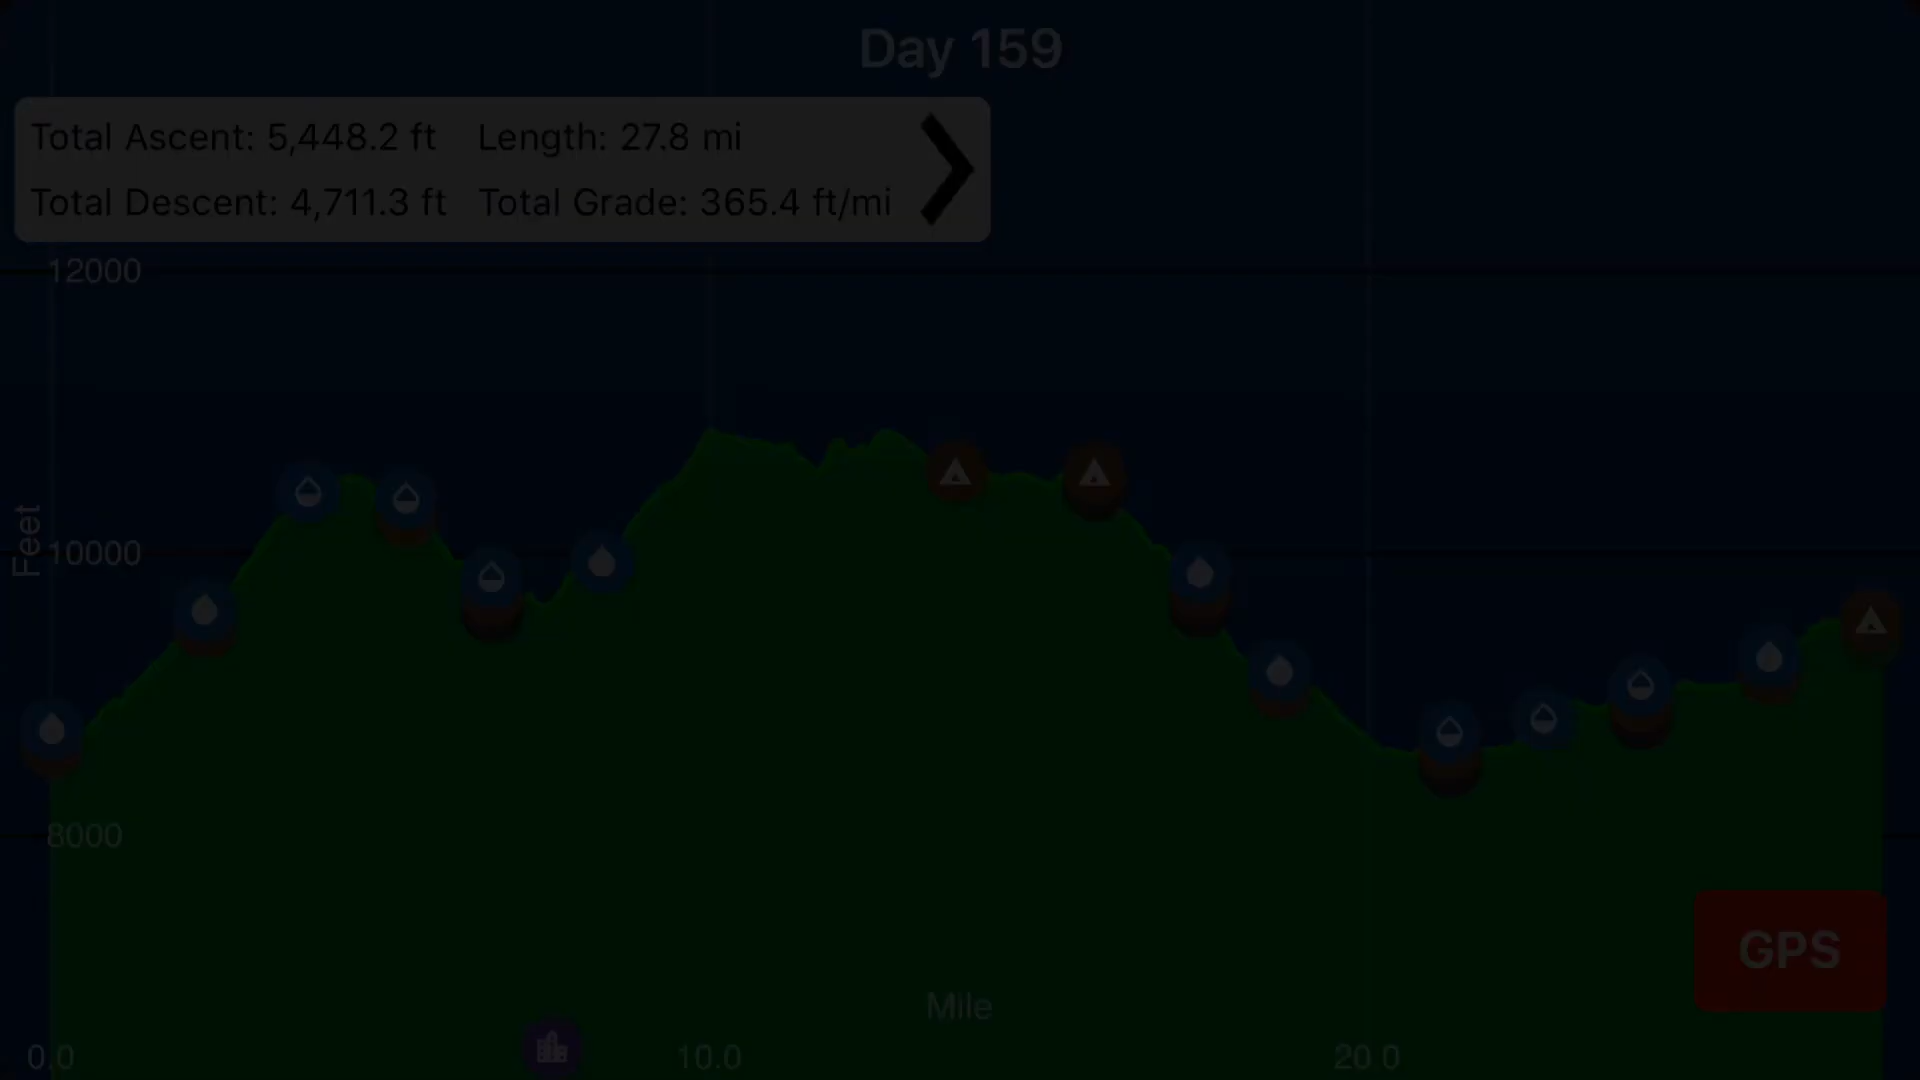 Day 159
Total Ascent: 5,448.2 ft Length: 27.8 mi
Total Descent: 4,711.3 ft Total Grade: 365.4 ft/mi
12000
Feet
10000
8000
GPS
Mile
0.0 10.0 20 0